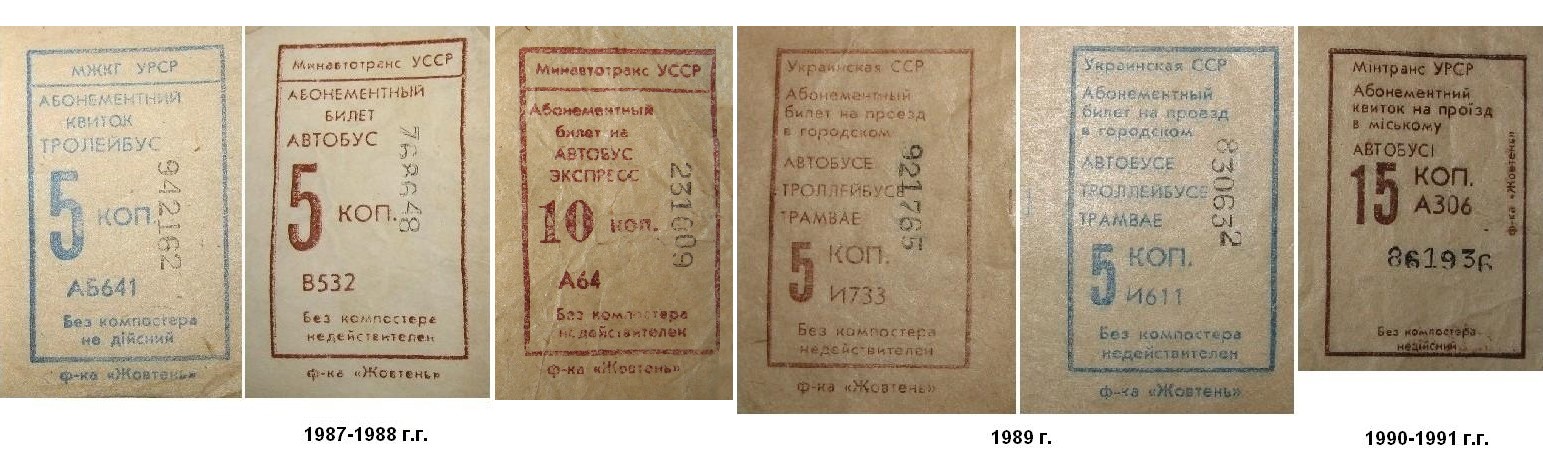 МЖКГ УРСР
АБОНЕМЕНТНИЙ
КВИТОК
ТРОЛЕЙБУС
5 КОП.
942162
АБ641
Без компостера
не дійсний
ф-ка «Жовтень»
Минавтотранс УССР
АБОНЕМЕНТНЫЙ
БИЛЕТ
АВТОБУС
5 КОП.
768648
В532
Без компостера
недействителен
ф-ка «Жовтень»
Минавтотранс УССР
Абонементный
билет на
АВТОБУС
ЭКСПРЕСС
10 коп.
231609
А64
Без компостера
недействителен
ф-ка «Жовтень»
Украинская ССР
Абонементный
билет на проезд
в городском
АВТОБУСЕ
ТРОЛЛЕЙБУСЕ
ТРАМВАЕ
5 КОП.
921765
И733
Без компостера
недействителен
ф-ка «Жовтень»
Украинская ССР
Абонементный
билет на проезд
в городском
АВТОБУСЕ
ТРОЛЛЕЙБУСЕ
ТРАМВАЕ
5 КОП.
830632
И611
Без компостера
недействителен
ф-ка «Жовтень»
Мінтранс УРСР
Абонементний
квиток на проїзд
в міському
АВТОБУСІ
15 КОП.
А306
861936
Без компостера
недійсний
ф-ка «Жовтень»
1987-1988 г.г.
1989 г.
1990-1991 г.г.